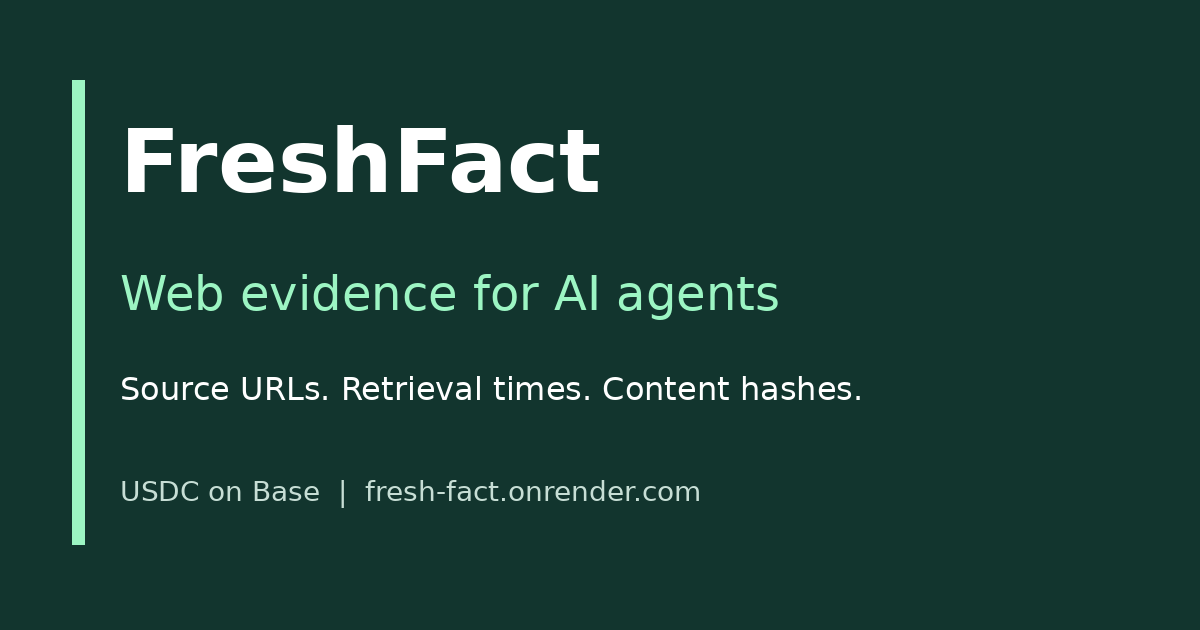 FreshFact
Web evidence for AI agents
Source URLs. Retrieval times. Content hashes.
USDC on Base | fresh-fact.onrender.com